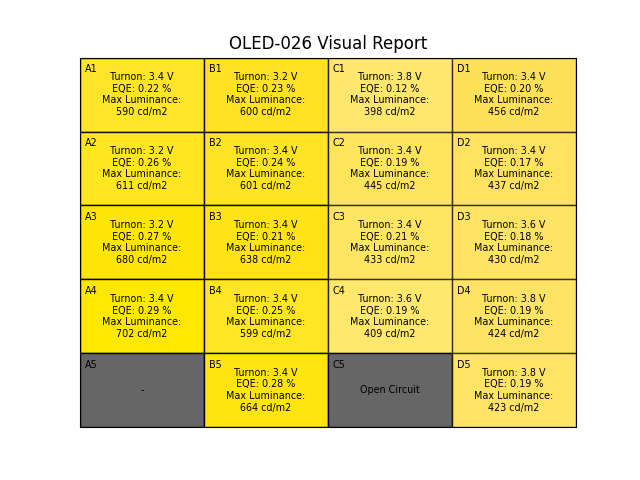 OLED-026 Visual Report
A1
Turnon: 3.4 V
EQE: 0.22 %
Max Luminance:
590 cd/m2
B1
Turnon: 3.2 V
EQE: 0.23 %
Max Luminance:
600 cd/m2
C1
Turnon: 3.8 V
EQE: 0.12 %
Max Luminance:
398 cd/m2
D1
Turnon: 3.4 V
EQE: 0.20 %
Max Luminance:
456 cd/m2
A2
Turnon: 3.2 V
EQE: 0.26 %
Max Luminance:
611 cd/m2
B2
Turnon: 3.4 V
EQE: 0.24 %
Max Luminance:
601 cd/m2
C2
Turnon: 3.4 V
EQE: 0.19 %
Max Luminance:
445 cd/m2
D2
Turnon: 3.4 V
EQE: 0.17 %
Max Luminance:
437 cd/m2
A3
Turnon: 3.2 V
EQE: 0.27 %
Max Luminance:
680 cd/m2
B3
Turnon: 3.4 V
EQE: 0.21 %
Max Luminance:
638 cd/m2
C3
Turnon: 3.4 V
EQE: 0.21 %
Max Luminance:
433 cd/m2
D3
Turnon: 3.6 V
EQE: 0.18 %
Max Luminance:
430 cd/m2
A4
Turnon: 3.4 V
EQE: 0.29 %
Max Luminance:
702 cd/m2
B4
Turnon: 3.4 V
EQE: 0.25 %
Max Luminance:
599 cd/m2
C4
Turnon: 3.6 V
EQE: 0.19 %
Max Luminance:
409 cd/m2
D4
Turnon: 3.8 V
EQE: 0.19 %
Max Luminance:
424 cd/m2
A5
-
B5
Turnon: 3.4 V
EQE: 0.28 %
Max Luminance:
664 cd/m2
C5
Open Circuit
D5
Turnon: 3.8 V
EQE: 0.19 %
Max Luminance:
423 cd/m2